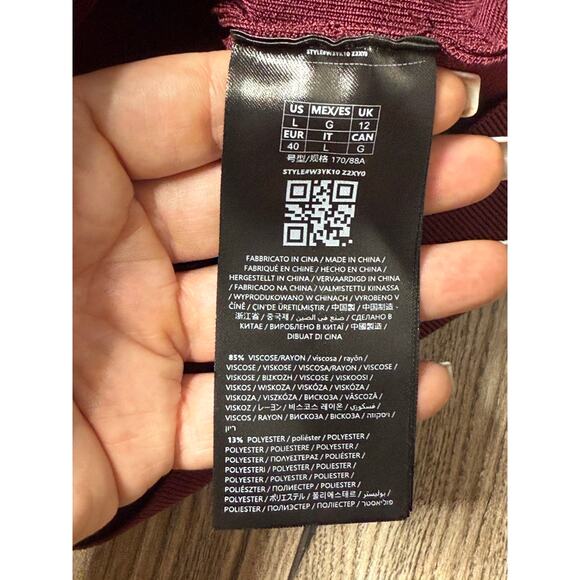 STYLE#W3YK10 Z2XY0
US MEX/ES UK
L G 12
EUR IT CAN
40 L G
号型/规格 170/88A
STYLE#W3YK10 Z2XY0
FABBRICATO IN CINA / MADE IN CHINA /
FABRIQUÉ EN CHINE / HECHO EN CHINA /
HERGESTELLT IN CHINA / VERVAARDIGD IN CHINA
/ FABRICADO NA CHINA / VALMISTETTU KIINASSA
/ WYPRODUKOWANO W CHINACH / VYROBENO V
ČÍNĚ / ÇİN'DE ÜRETİLMİŞTİR / 中国製 / 中国制造 -
浙江省/ 중국제 / صنع في الصين / СДЕЛАНО В
КИТАЕ / ВИРОБЛЕНО В КИТАЇ / 中國製造 /
DIBUAT DI CINA
85% VISCOSE/RAYON / viscosa / rayón /
VISCOSE / VISKOSE / VISCOSA/RAYON / VISCOSE
/ VISKOSE / ΒΙΣΚΟΖΗ / VISCOSE / VISKOOSI /
VISKOS / WISKOZA / VISKÓZA / VISKÓZA /
VISKOZA / VISZKÓZA / ВИСКОЗА / VÂSCOZĂ /
VISKOZ / レーヨン / 비스코스 레이온 / فسكوزي /
VISCOS / RAYON / ВИСКОЗА / ВІСКОЗА / ויסקוזה /
ריון
13% POLYESTER / poliéster / POLYESTER /
POLYESTER / POLIESTERE / POLYESTER /
POLYESTER / ΠΟΛΥΕΣΤΕΡΑΣ / POLIÉSTER /
POLYESTERI / POLYESTER / POLIESTER /
POLYESTER / POLYESTER / POLIESTER /
POLIÉSZTER / ПОЛИЕСТЕР / POLIESTER /
POLYESTER / ポリエステル / 폴리에스테르 / بوليستر /
POLYESTER / ПОЛИЭСТЕР / ПОЛІЕСТЕР / פוליאסטר